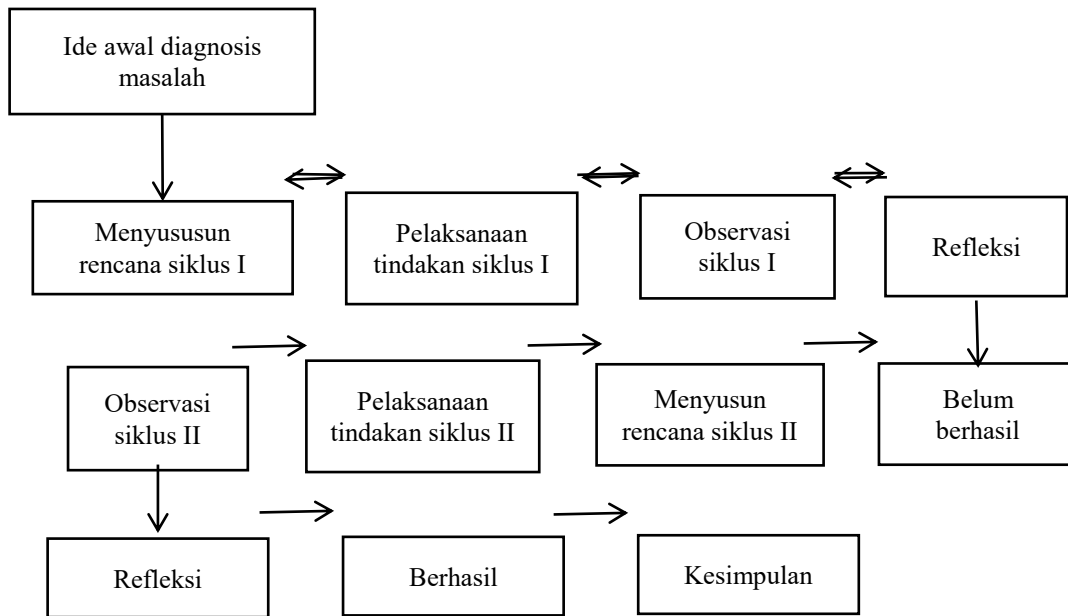 Ide awal diagnosis
masalah
Menyususun
rencana siklus I
Pelaksanaan
tindakan siklus I
Observasi
siklus I
Refleksi
Observasi
siklus II
Pelaksanaan
tindakan siklus II
Menyusun
rencana siklus II
Belum
berhasil
Refleksi
Berhasil
Kesimpulan